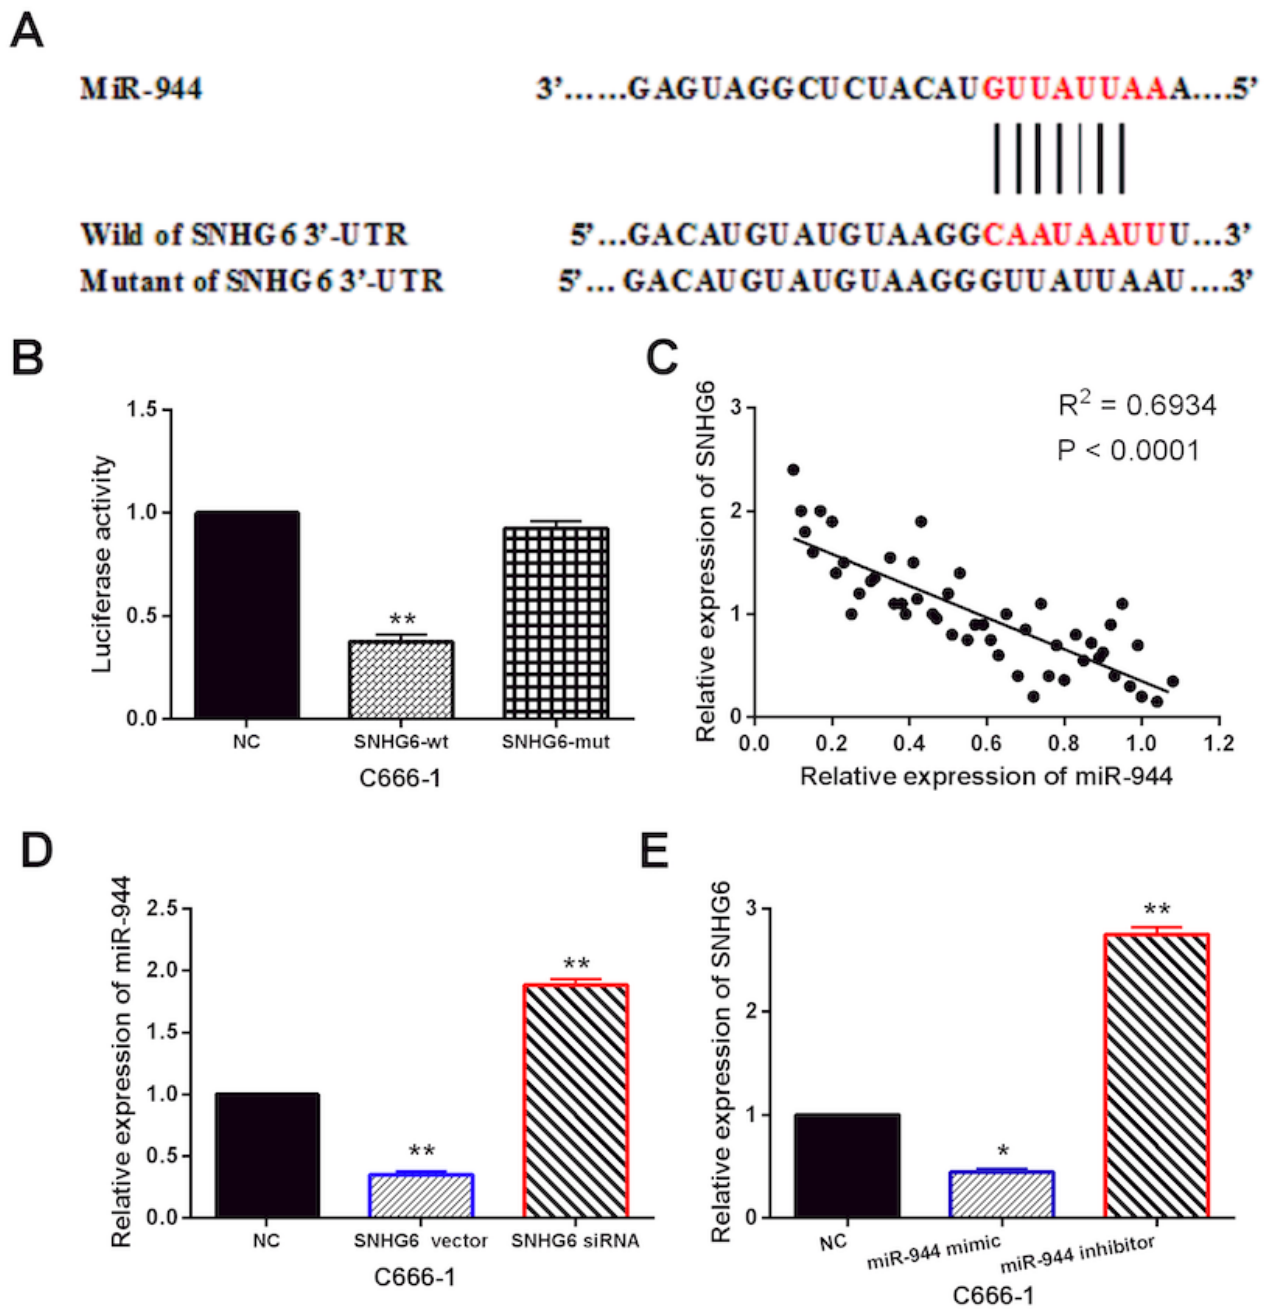 A
MiR-944 3’......GAGUAGGCUCUACAUGUUAUUAAA....5’
Wild of SNHG6 3’-UTR 5’...GACAUGUAUGUAAGGCAAUAAUUU...3’
Mutant of SNHG6 3’-UTR 5’... GACAUGUAUGUAAGGGUUAUUAAU....3’
B
Luciferase activity
1.5
1.0
0.5
0.0
**
NC SNHG6-wt SNHG6-mut
C666-1
C
Relative expression of SNHG6
R² = 0.6934
P < 0.0001
3
2
1
0
0.0 0.2 0.4 0.6 0.8 1.0 1.2
Relative expression of miR-944
D
Relative expression of miR-944
2.5
2.0
1.5
1.0
0.5
0.0
**
**
NC SNHG6 vector SNHG6 siRNA
C666-1
E
Relative expression of SNHG6
3
2
1
0
*
**
NC miR-944 mimic miR-944 inhibitor
C666-1